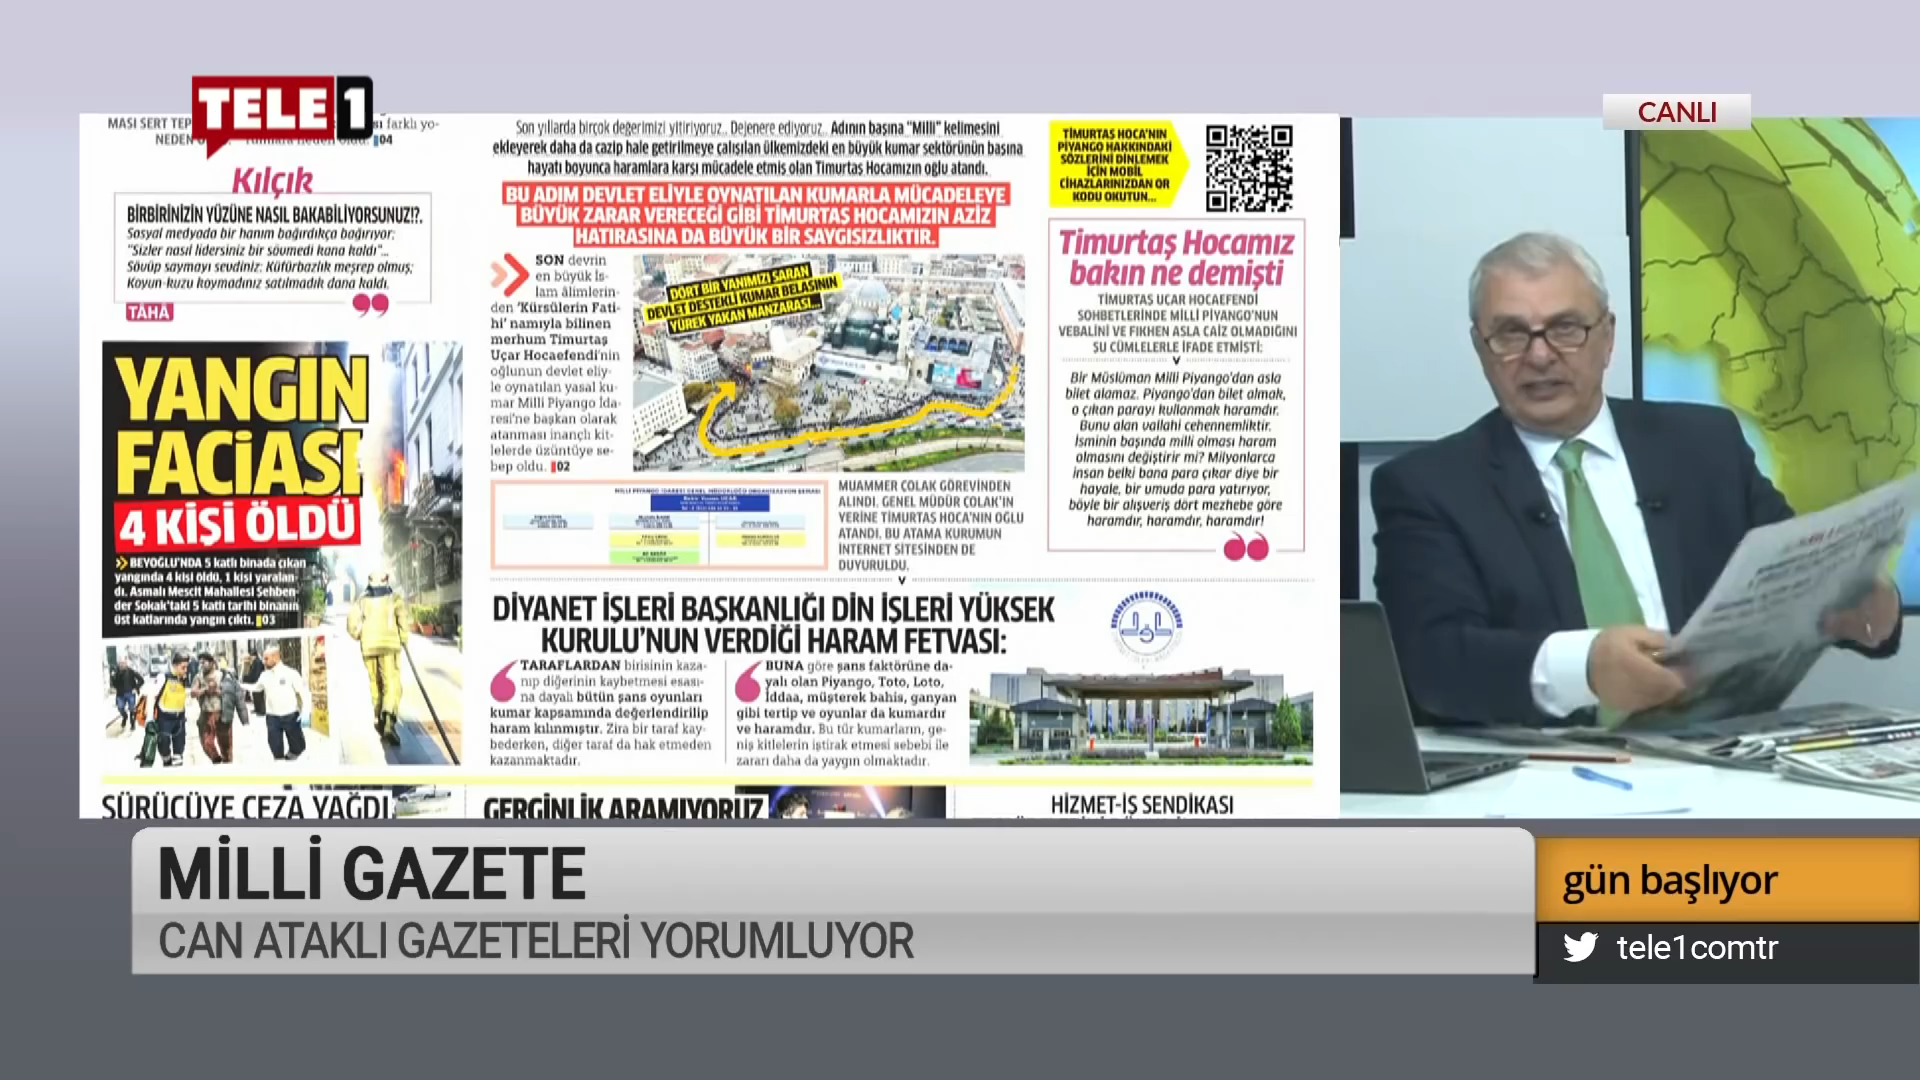 TELE1
CANLI
MASI SERT TEP
farklı yo-
NEDEN
04
Kılçık
BİRBİRİNİZİN YÜZÜNE NASIL BAKABİLİYORSUNUZ!?.
Sosyal medyada bir hanım bağırdıkça bağırıyor;
"Sizler nasıl lidersiniz bir sövmedi kana kaldı"...
Sövüp saymayı sevdiniz; Küfürbazlık meşrep olmuş;
Koyun-kuzu koymadınız satılmadık dana kaldı.
TÂHÂ
YANGIN
FACİASI
4 KİŞİ ÖLDÜ
BEYOĞLU'NDA 5 katlı binada çıkan
yangında 4 kişi öldü, 1 kişi yaralan-
dı. Asmalı Mescit Mahallesi Şehben-
der Sokak'taki 5 katlı tarihi binanın
üst katlarında yangın çıktı. 03
SÜRÜCÜYE CEZA YAĞDI
Son yıllarda birçok değerimizi yitiriyoruz.. Dejenere ediyoruz.. Adının başına "Milli" kelimesini
ekleyerek daha da cazip hale getirilmeye çalışılan ülkemizdeki en büyük kumar sektörünün başına
hayatı boyunca haramlara karşı mücadele etmiş olan Timurtaş Hocamızın oğlu atandı.
BU ADIM DEVLET ELİYLE OYNATILAN KUMARLA MÜCADELEYE
BÜYÜK ZARAR VERECEĞİ GİBİ TİMURTAŞ HOCAMIZIN AZİZ
HATIRASINA DA BÜYÜK BİR SAYGISIZLIKTIR.
SON devrin
en büyük İs-
lam âlimlerin-
den 'Kürsülerin Fati-
hi' namıyla bilinen
merhum Timurtaş
Uçar Hocaefendi'nin
oğlunun devlet eliy-
le oynatılan yasal ku-
mar Milli Piyango İda-
resi'ne başkan olarak
atanması inançlı kit-
lelerde üzüntüye se-
bep oldu. 02
DÖRT BİR YANIMIZI SARAN
DEVLET DESTEKLİ KUMAR BELASININ
YÜREK YAKAN MANZARASI...
MİLLİ PİYANGO İDARESİ GENEL MÜDÜRLÜĞÜ ORGANİZASYON ŞEMASI
MUAMMER ÇOLAK GÖREVİNDEN
ALINDI. GENEL MÜDÜR ÇOLAK'IN
YERİNE TİMURTAŞ HOCA'NIN OĞLU
ATANDI. BU ATAMA KURUMUN
İNTERNET SİTESİNDEN DE
DUYURULDU.
TİMURTAŞ HOCA'NIN
PİYANGO HAKKINDAKİ
SÖZLERİNİ DİNLEMEK
İÇİN MOBİL
CİHAZLARINIZDAN QR
KODU OKUTUN...
Timurtaş Hocamız
bakın ne demişti
TİMURTAŞ UÇAR HOCAEFENDİ
SOHBETLERİNDE MİLLİ PİYANGO'NUN
VEBALİNİ VE FIKHEN ASLA CAİZ OLMADIĞINI
ŞU CÜMLELERLE İFADE ETMİŞTİ;
Bir Müslüman Milli Piyango'dan asla
bilet alamaz. Piyango'dan bilet almak,
o çıkan parayı kullanmak haramdır.
Bunu alan vallahi cehennemliktir.
İsminin başında milli olması haram
olmasını değiştirir mi? Milyonlarca
insan belki bana para çıkar diye bir
hayale, bir umuda para yatırıyor,
böyle bir alışveriş dört mezhebe göre
haramdır, haramdır, haramdır!
DİYANET İŞLERİ BAŞKANLIĞI DİN İŞLERİ YÜKSEK
KURULU'NUN VERDİĞİ HARAM FETVASI:
TARAFLARDAN birisinin kaza-
nıp diğerinin kaybetmesi esası-
na dayalı bütün şans oyunları
kumar kapsamında değerlendirilip
haram kılınmıştır. Zira bir taraf kay-
bederken, diğer taraf da hak etmeden
kazanmaktadır.
BUNA göre şans faktörüne da-
yalı olan Piyango, Toto, Loto,
İddaa, müşterek bahis, ganyan
gibi tertip ve oyunlar da kumardır
ve haramdır. Bu tür kumarların, ge-
niş kitlelerin iştirak etmesi sebebi ile
zararı daha da yaygın olmaktadır.
GERGİNLİK ARAMIYORUZ
HİZMET-İŞ SENDİKASI
MİLLİ GAZETE
CAN ATAKLI GAZETELERİ YORUMLUYOR
gün başlıyor
tele1comtr